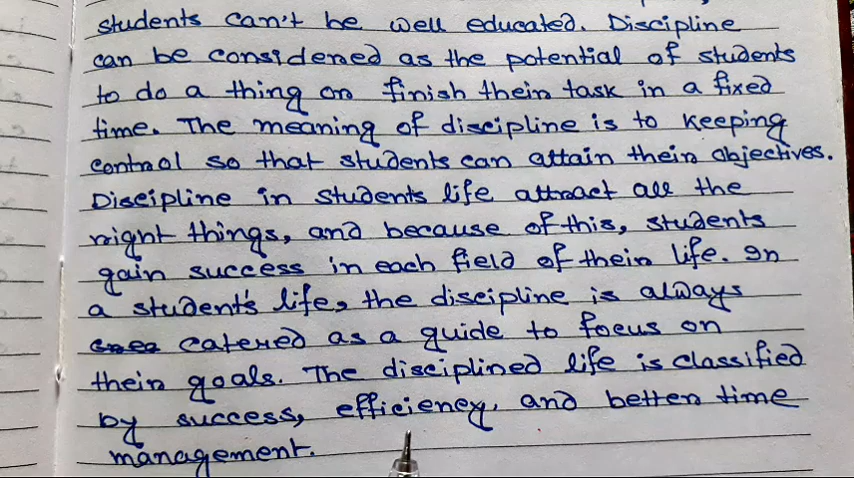 students can't be well educated. Discipline
can be considered as the potential of students
to do a thing or finish their task in a fixed
time. The meaning of discipline is to keeping
control so that students can attain their objectives.
Discipline in students life attract all the
right things, and because of this, students
gain success in each field of their life. In
a student's life, the discipline is always
catered as a guide to focus on
their goals. The disciplined life is classified
by success, efficiency, and better time
management.